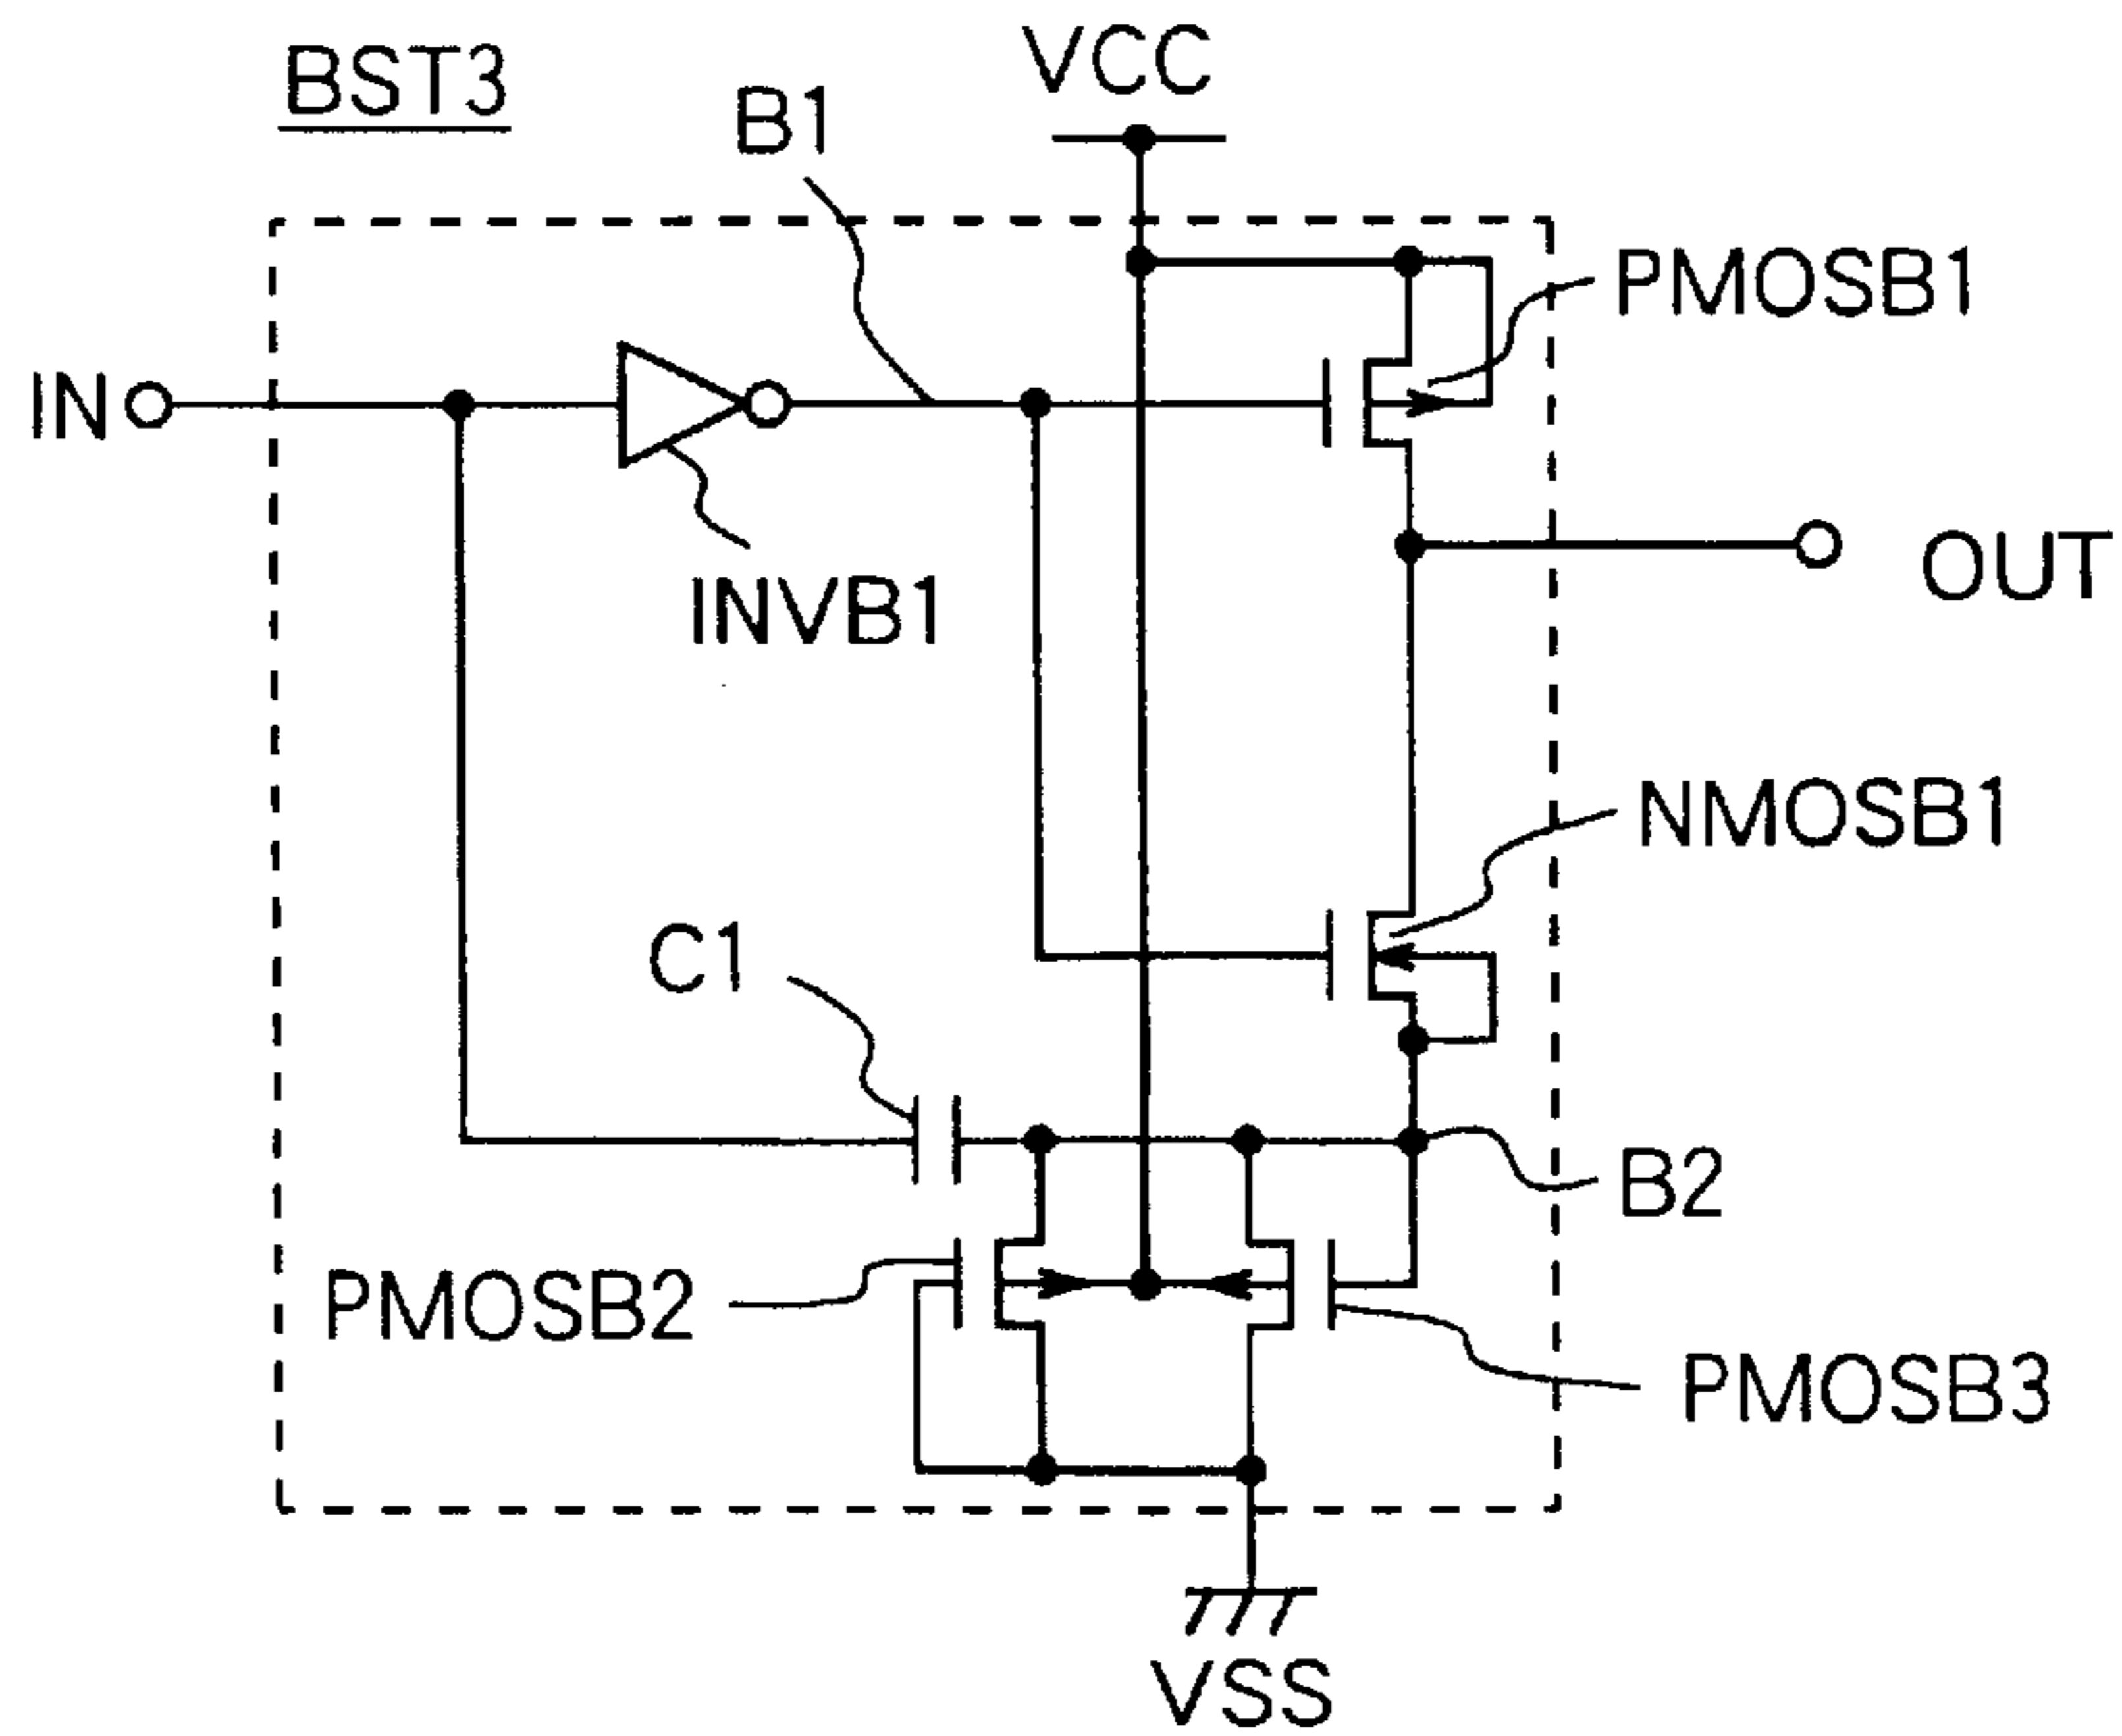 BST3
VCC
B1
PMOSB1
IN
INVB1
OUT
NMOSB1
C1
B2
PMOSB2
PMOSB3
VSS